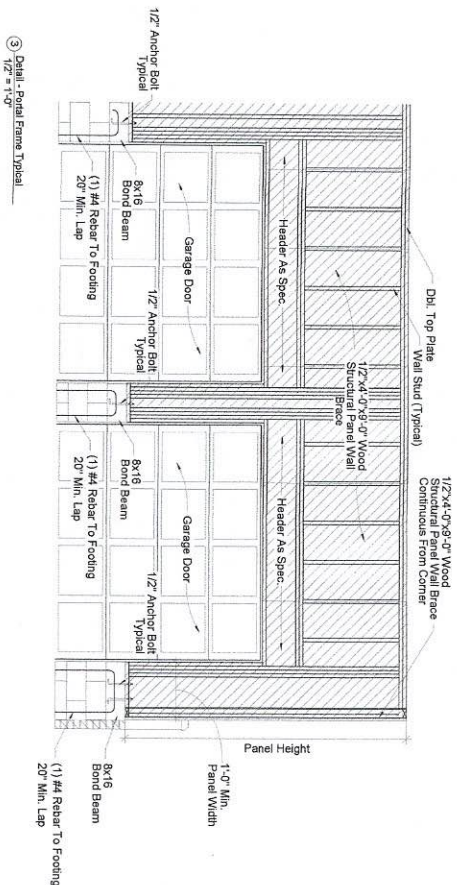 Dbl. Top Plate
Wall Stud (Typical)
1/2"x4'-0"x9'-0" Wood
Structural Panel Wall
Brace
1/2"x4'-0"x9'-0" Wood
Structural Panel Wall Brace
Continuous From Corner
Header As Spec.
Header As Spec.
Panel Height
Garage Door
Garage Door
1'-0" Min.
Panel Width
1/2" Anchor Bolt
Typical
1/2" Anchor Bolt
Typical
1/2" Anchor Bolt
Typical
8x16
Bond Beam
8x16
Bond Beam
8x16
Bond Beam
(1) #4 Rebar To Footing
20" Min. Lap
(1) #4 Rebar To Footing
20" Min. Lap
(1) #4 Rebar To Footing
20" Min. Lap
3 Detail - Portal Frame Typical
1/2" = 1'-0"